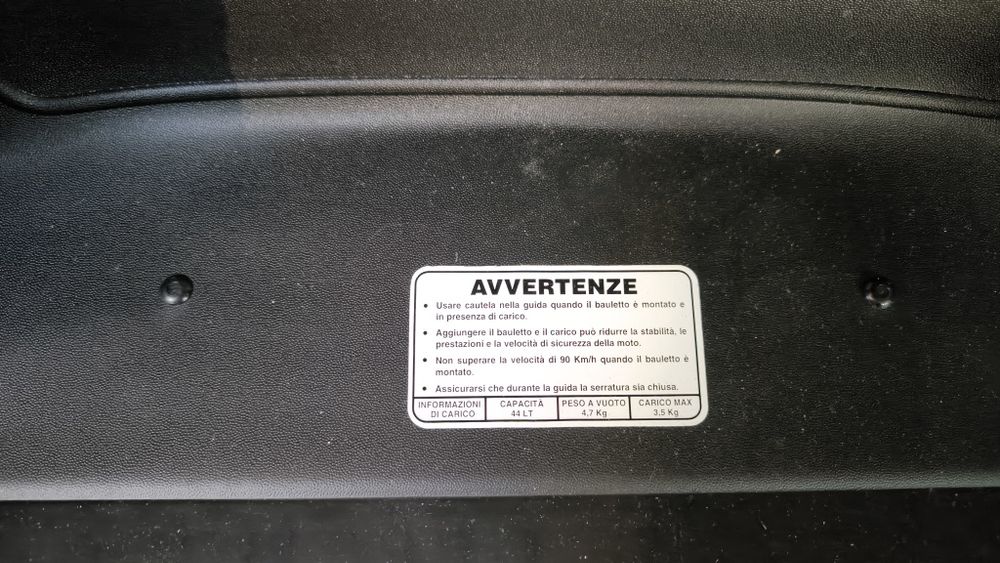 AVVERTENZE
• Usare cautela nella guida quando il bauletto è montato e
in presenza di carico.
• Aggiungere il bauletto e il carico può ridurre la stabilità, le
prestazioni e la velocità di sicurezza della moto.
• Non superare la velocità di 90 Km/h quando il bauletto è
montato.
• Assicurarsi che durante la guida la serratura sia chiusa.
INFORMAZIONI CAPACITÀ PESO A VUOTO CARICO MAX
DI CARICO 44 LT 4,7 Kg 3,5 Kg